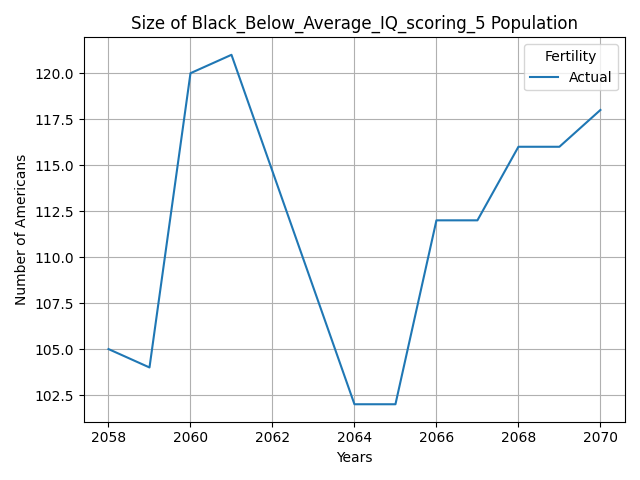 Size of Black_Below_Average_IQ_scoring_5 Population
Fertility
Actual
120.0
117.5
115.0
112.5
110.0
107.5
105.0
102.5
Number of Americans
2058 2060 2062 2064 2066 2068 2070
Years